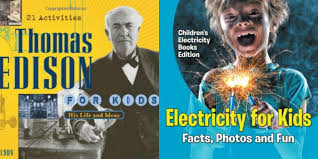 21 Activities
Thomas
EDISON
FOR KIDS
His Life and Ideas
LSON
Children's
Electricity
Books
Edition
Electricity for Kids
Facts, Photos and Fun